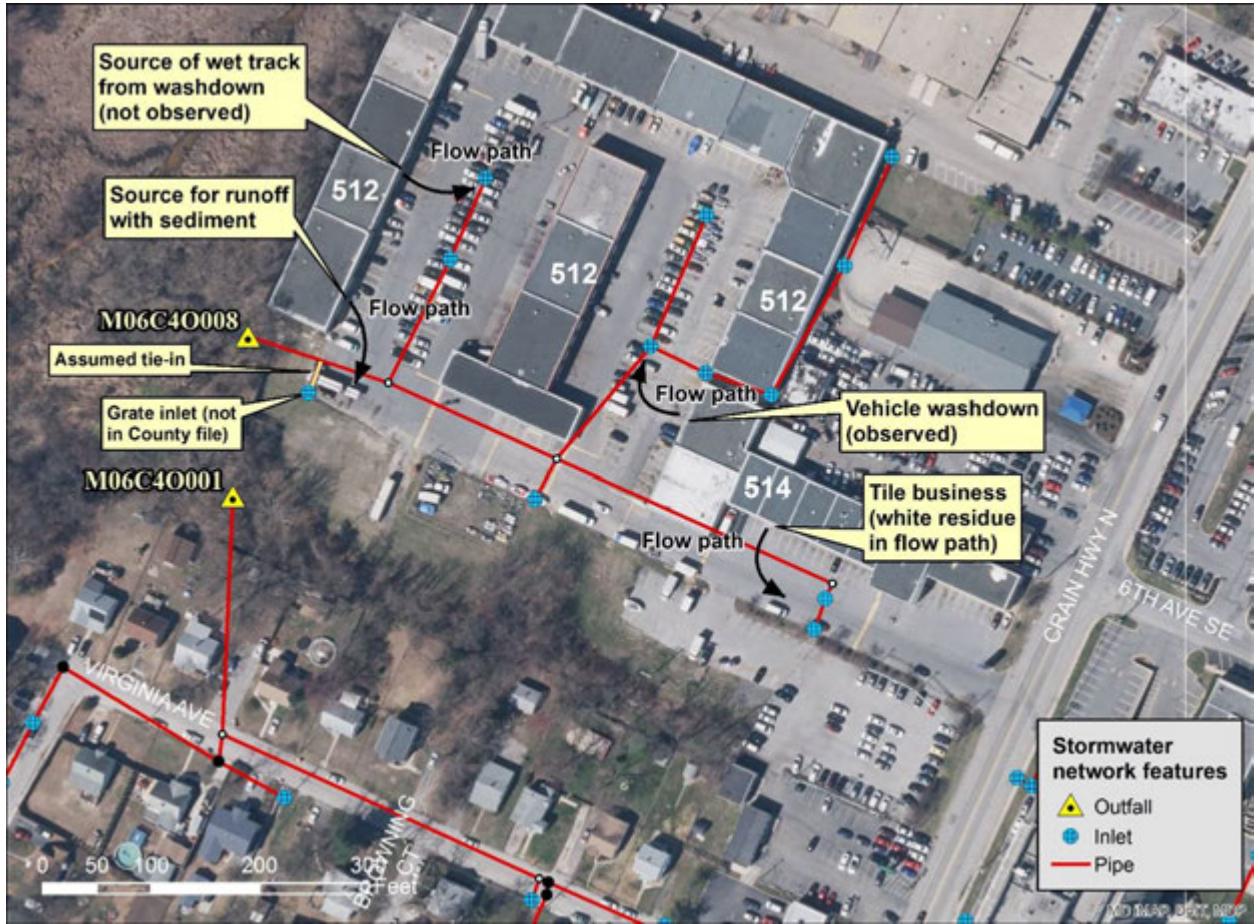 Source of wet track
from washdown
(not observed)
Flow path
Source for runoff
with sediment
512
512
512
Flow path
M06C4O008
Assumed tie-in
Grate inlet (not
in County file)
Flow path
Vehicle washdown
(observed)
M06C4O001
514
Tile business
(white residue
in flow path)
Flow path
CRAIN HWY N
6TH AVE SE
VIRGINIA AVE
BROWNING
CT
Stormwater
network features
Outfall
Inlet
Pipe
0 50 100 200 300
Feet